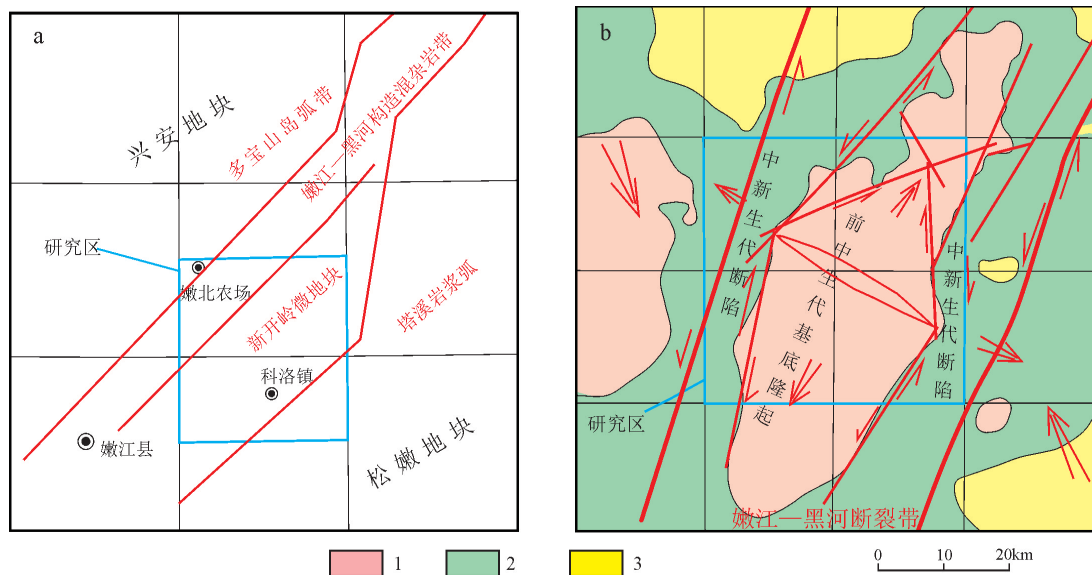 a
兴安地块
多宝山岛弧带
嫩江—黑河构造混杂岩带
研究区
嫩北农场
新开岭微地块
塔溪岩浆弧
科洛镇
嫩江县
松嫩地块
b
中新生代断陷
前中生代基底隆起
中新生代断陷
研究区
嫩江—黑河断裂带
1
2
3
0 10 20km